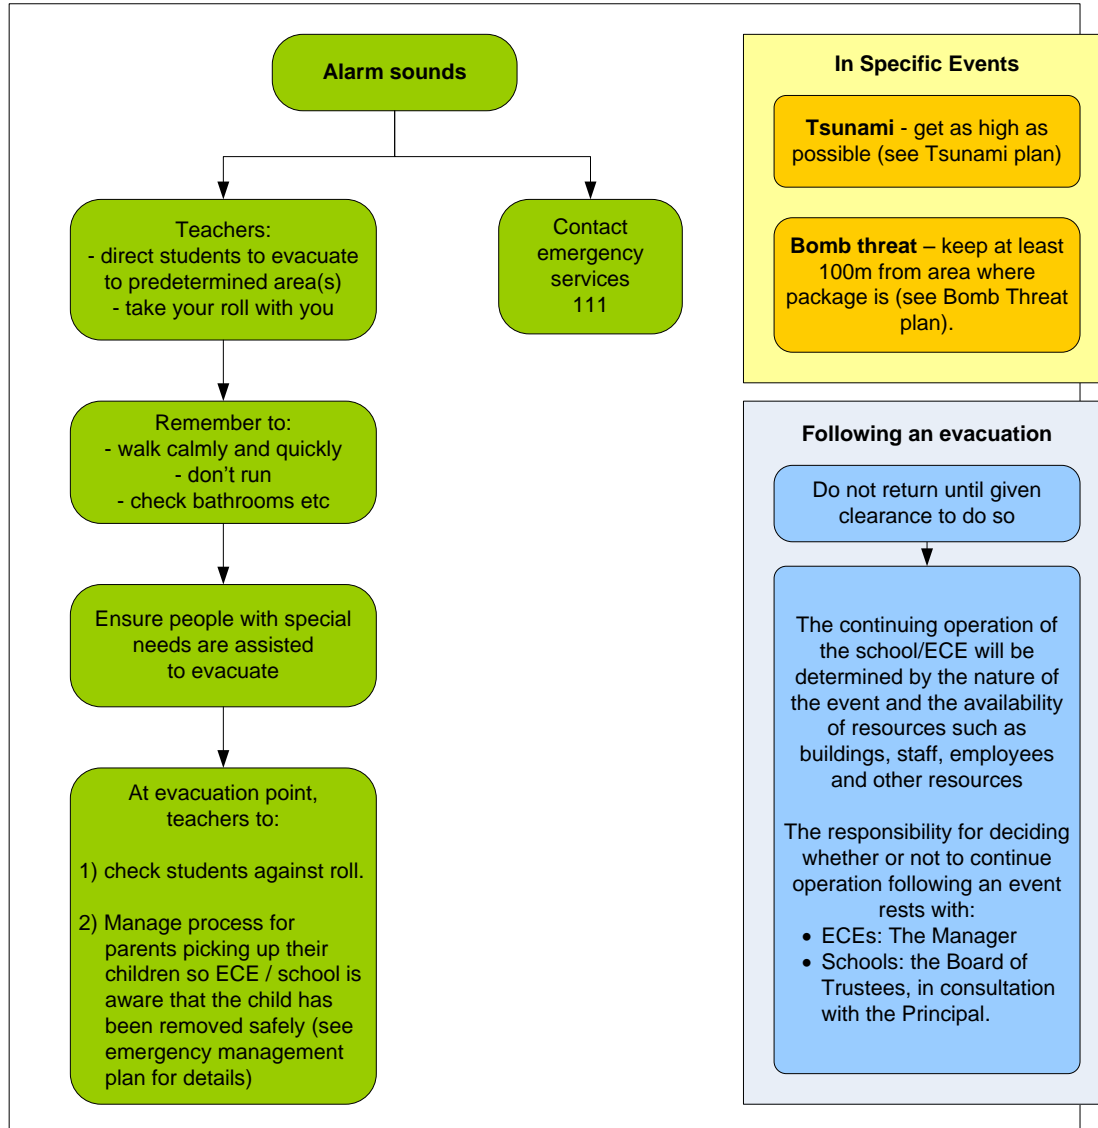 Alarm sounds
Teachers:
- direct students to evacuate
to predetermined area(s)
- take your roll with you
Contact
emergency
services
111
Remember to:
- walk calmly and quickly
- don't run
- check bathrooms etc
Ensure people with special
needs are assisted
to evacuate
At evacuation point,
teachers to:
1) check students against roll.
2) Manage process for
parents picking up their
children so ECE / school is
aware that the child has
been removed safely (see
emergency management
plan for details)
In Specific Events
Tsunami - get as high as
possible (see Tsunami plan)
Bomb threat – keep at least
100m from area where
package is (see Bomb Threat
plan).
Following an evacuation
Do not return until given
clearance to do so
The continuing operation of
the school/ECE will be
determined by the nature of
the event and the availability
of resources such as
buildings, staff, employees
and other resources
The responsibility for deciding
whether or not to continue
operation following an event
rests with:
• ECEs: The Manager
• Schools: the Board of
Trustees, in consultation
with the Principal.